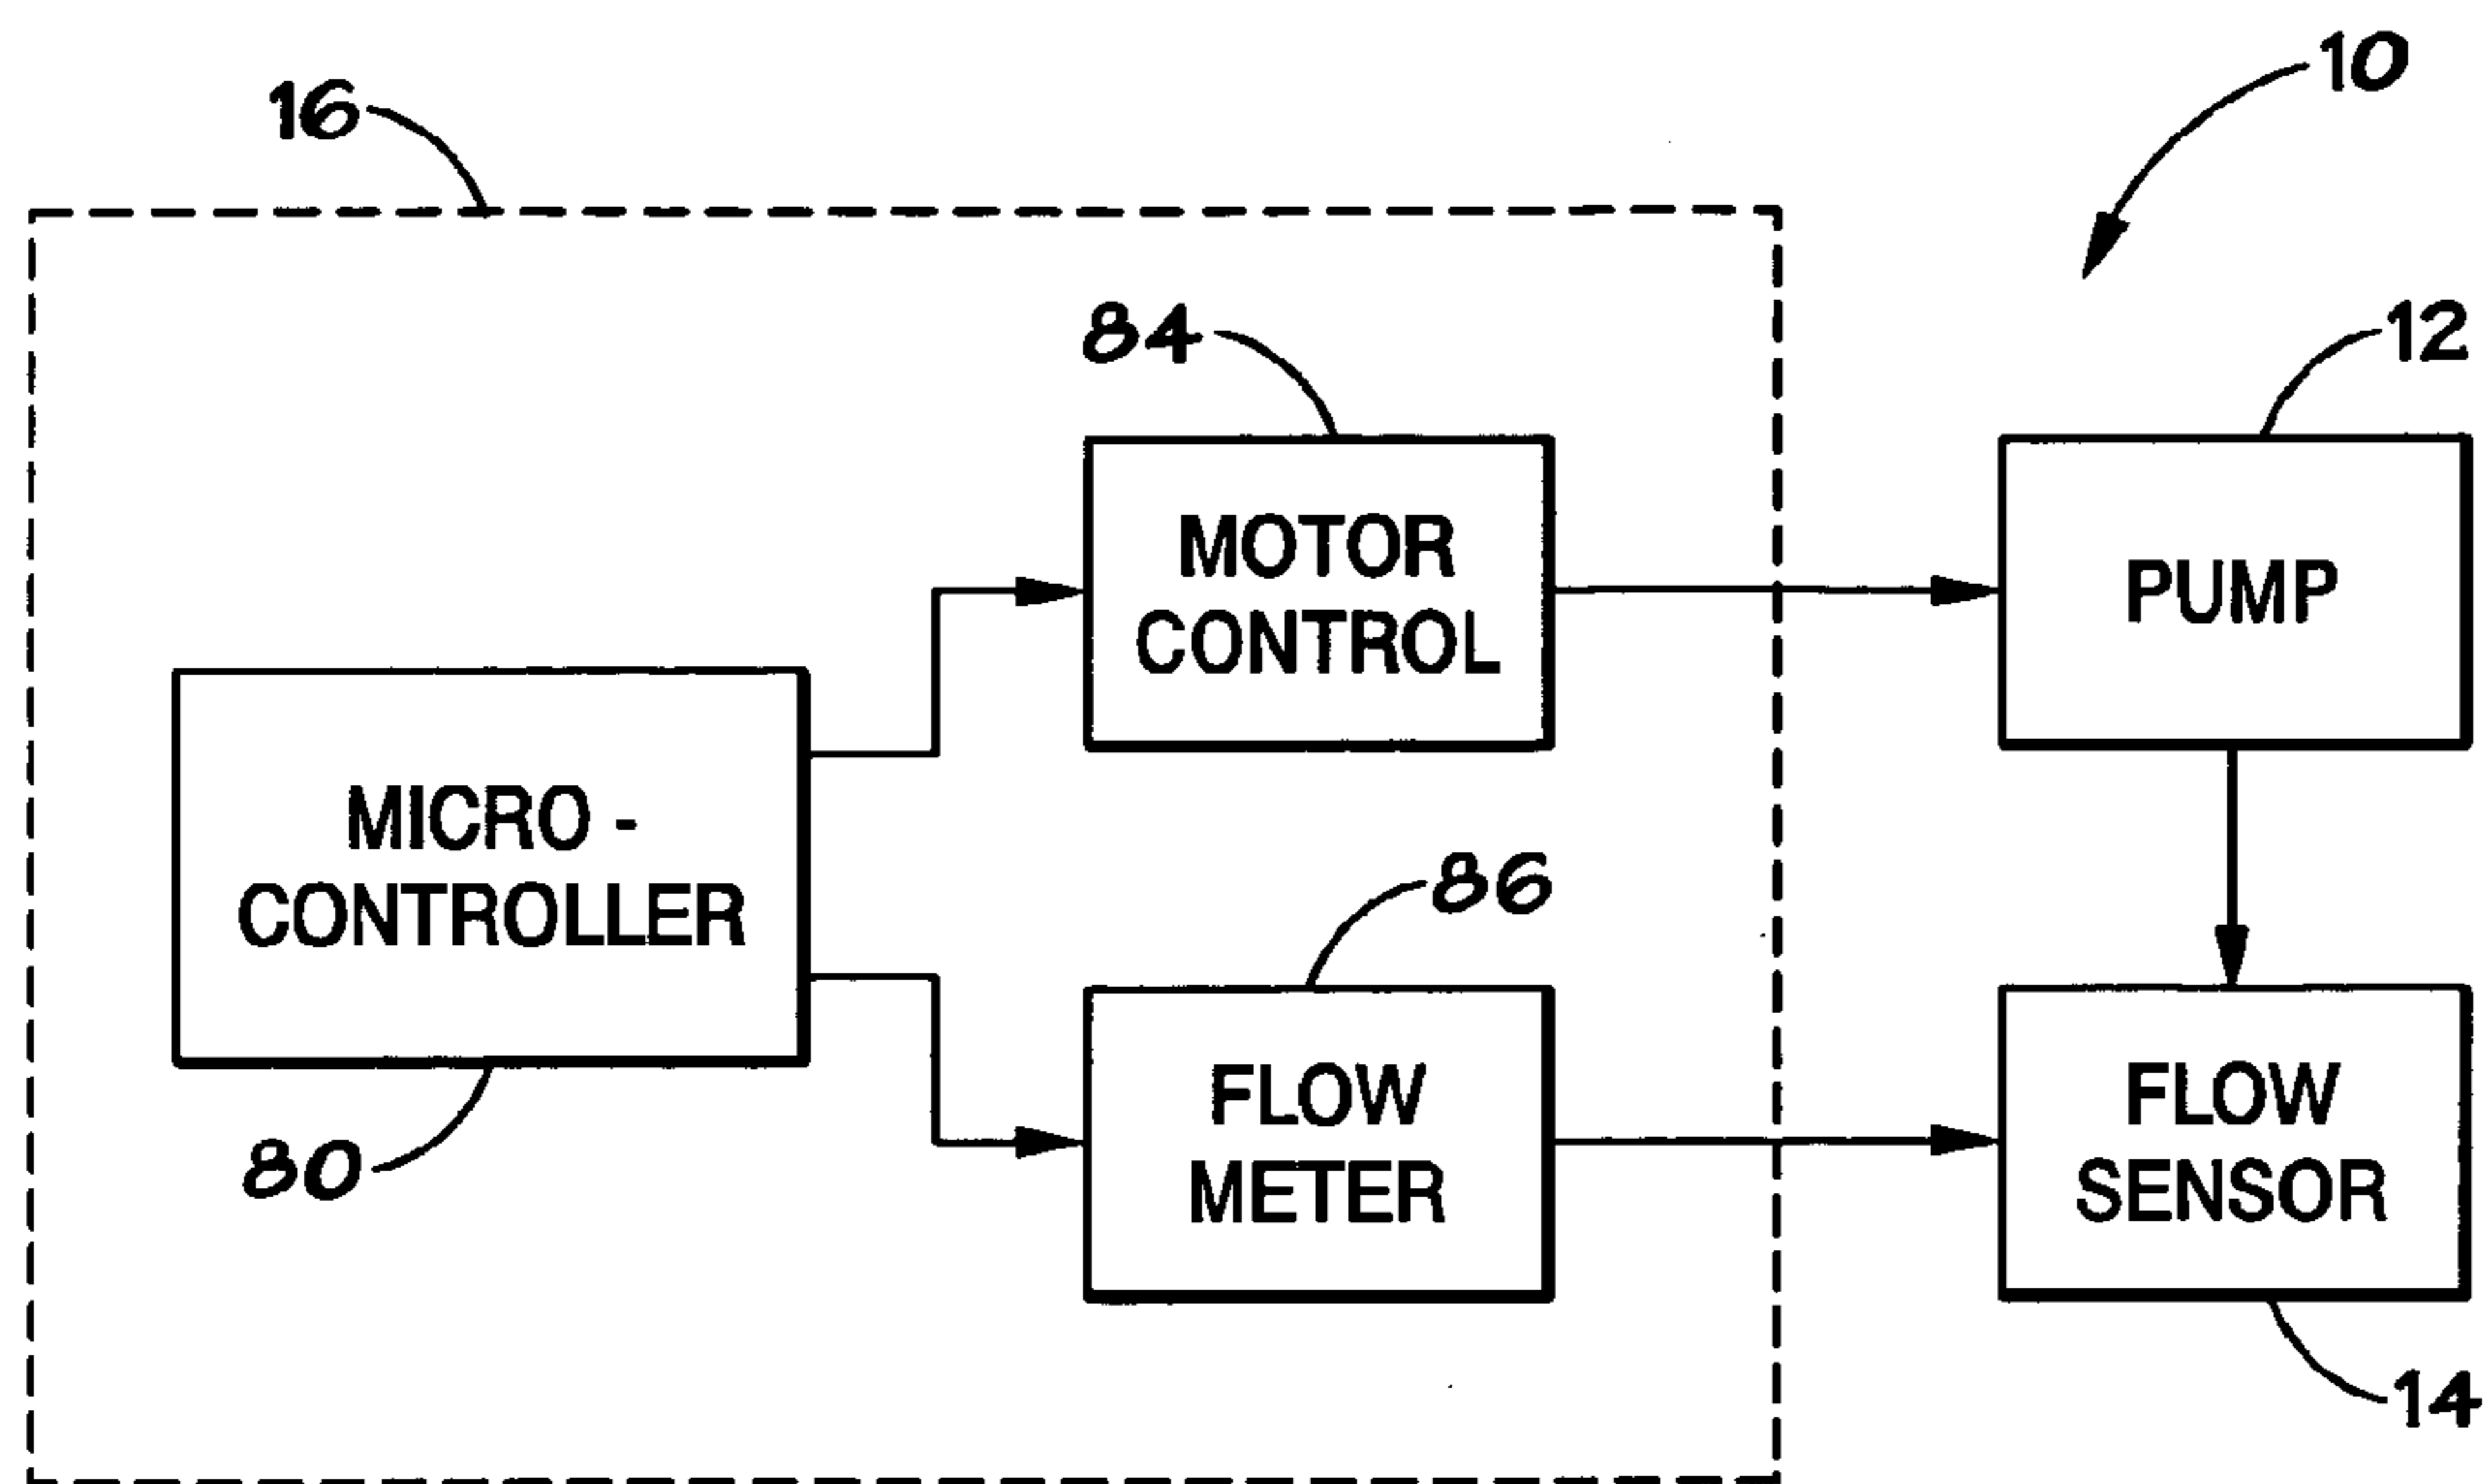 16
10
84
12
MOTOR
CONTROL
PUMP
MICRO -
CONTROLLER
86
80
FLOW
METER
FLOW
SENSOR
14